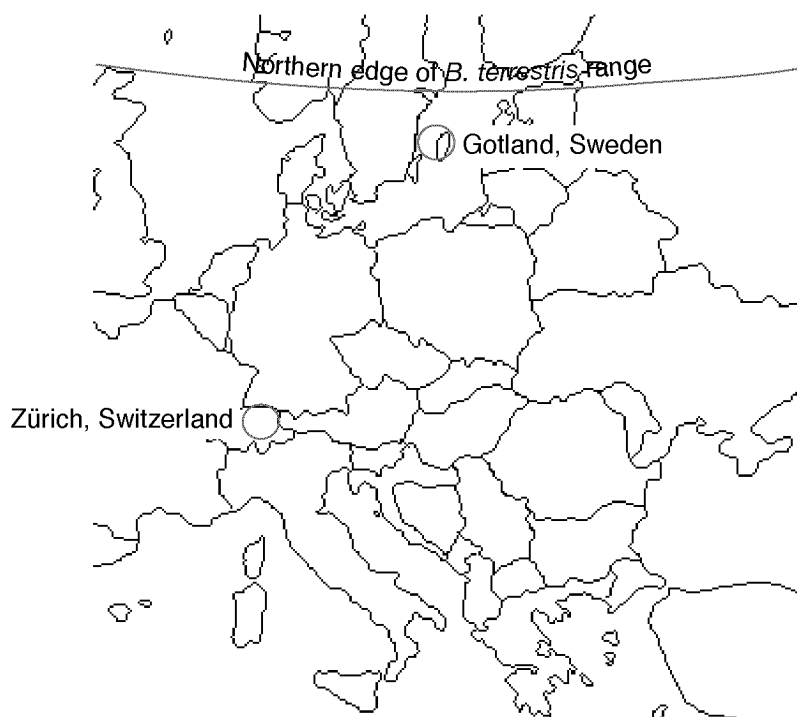 Northern edge of B. terrestris range
Gotland, Sweden
Zürich, Switzerland